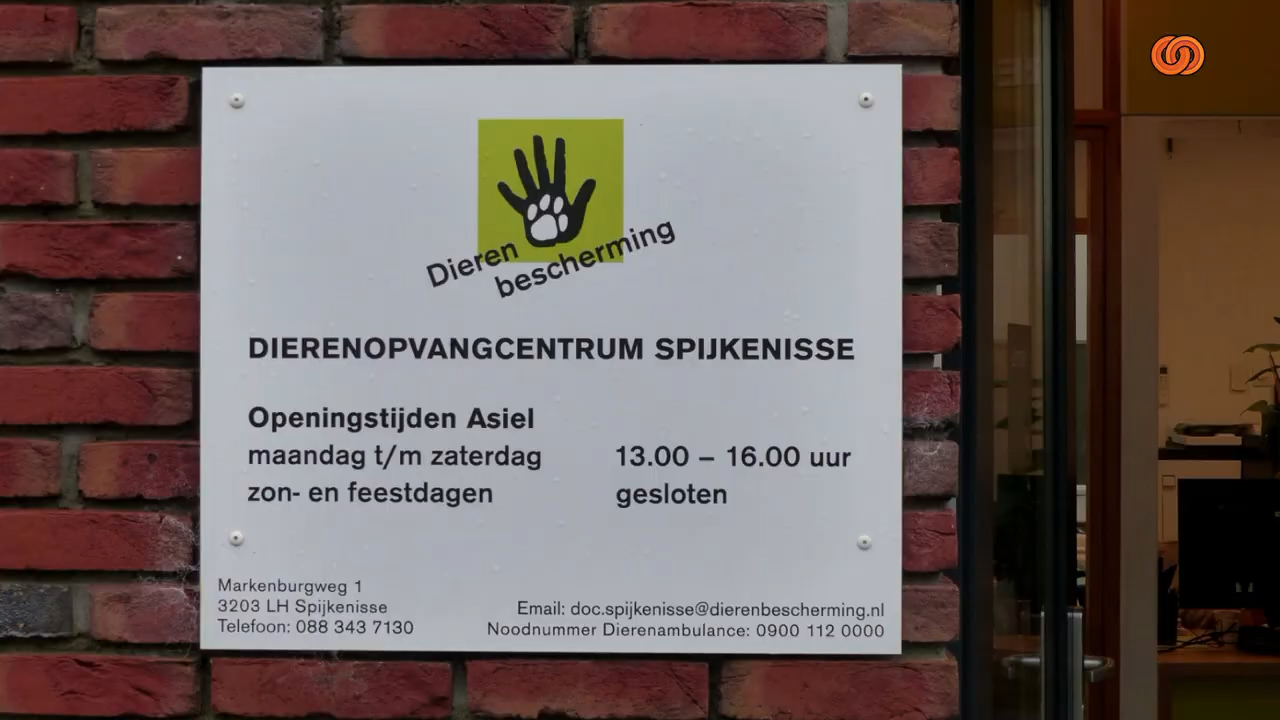 Dieren
bescherming
DIERENOPVANGCENTRUM SPIJKENISSE
Openingstijden Asiel
maandag t/m zaterdag 13.00 – 16.00 uur
zon- en feestdagen gesloten
Markenburgweg 1
3203 LH Spijkenisse
Telefoon: 088 343 7130
Email: doc.spijkenisse@dierenbescherming.nl
Noodnummer Dierenambulance: 0900 112 0000